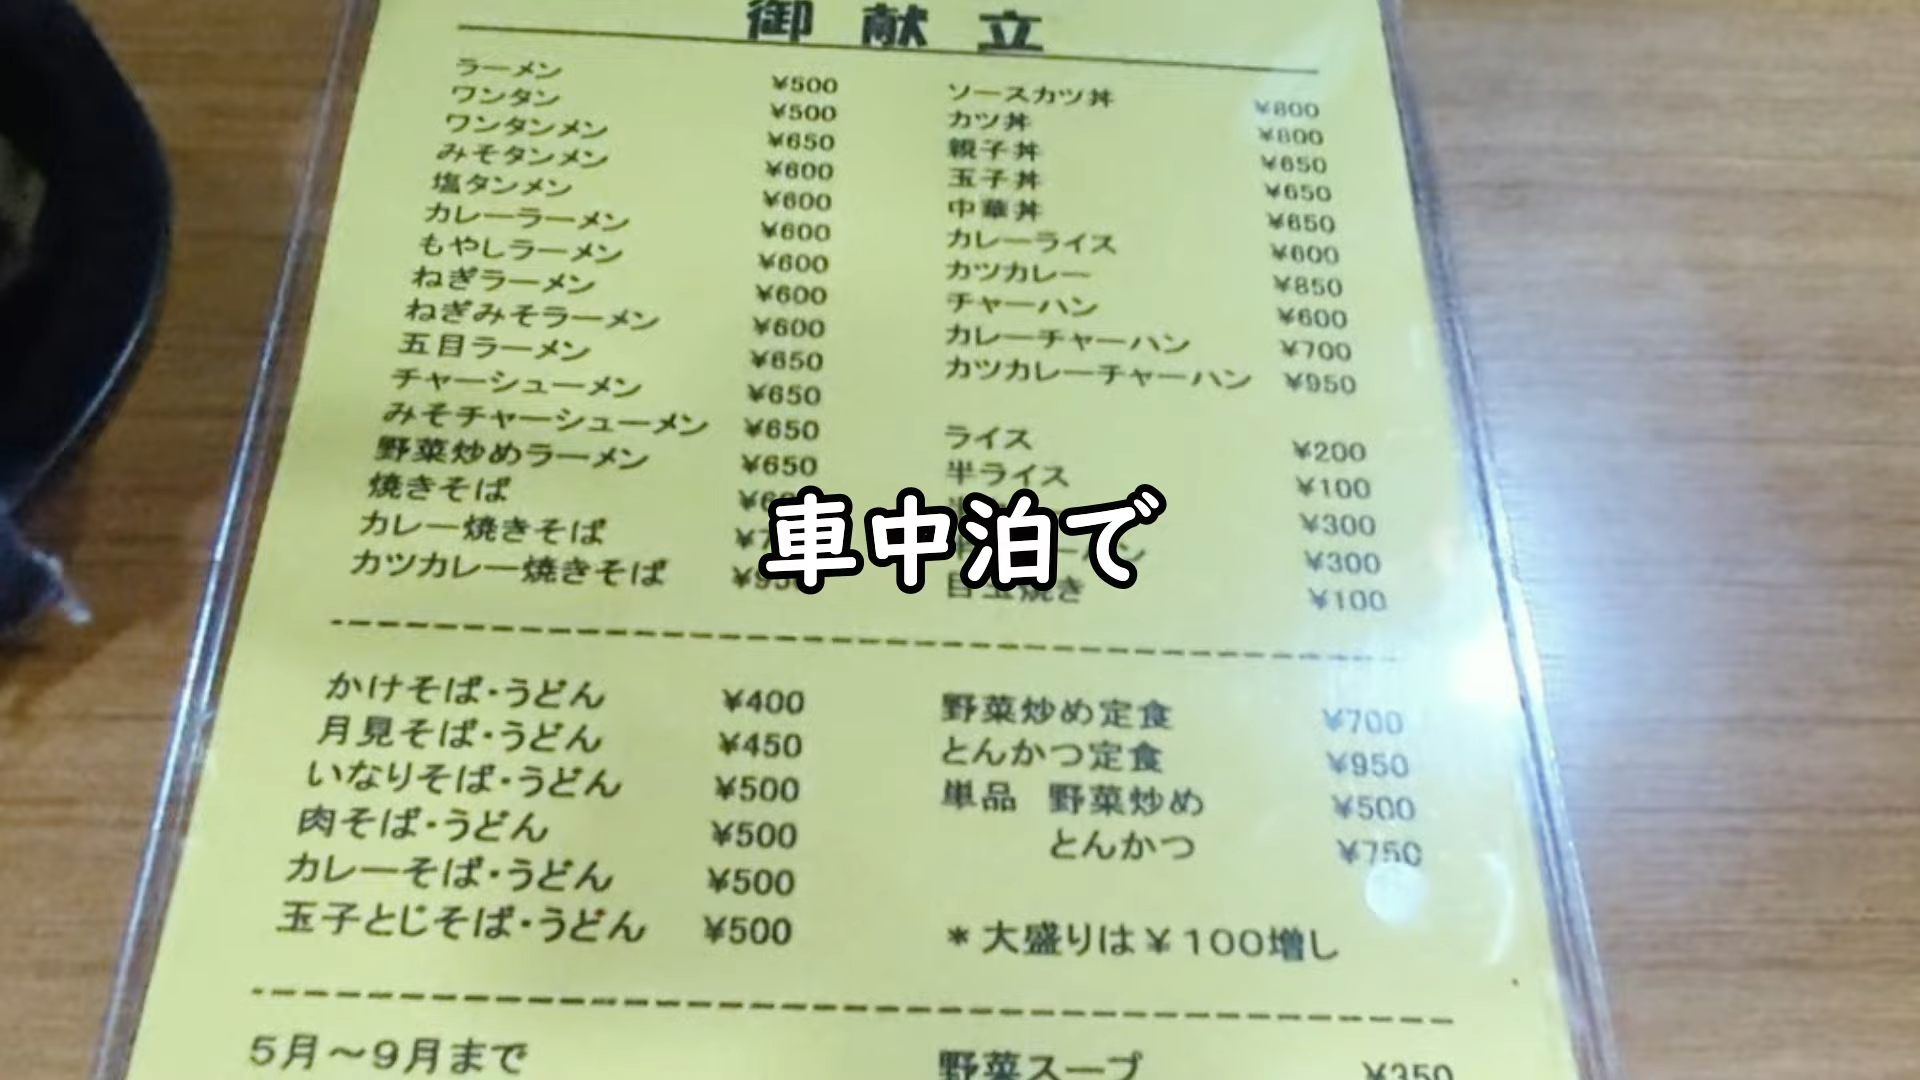 御献立
ラーメン ¥500
ワンタン ¥500
ワンタンメン ¥650
みそタンメン ¥600
塩タンメン ¥600
カレーラーメン ¥600
もやしラーメン ¥600
ねぎラーメン ¥600
ねぎみそラーメン ¥600
五目ラーメン ¥650
チャーシューメン ¥650
みそチャーシューメン ¥650
野菜炒めラーメン ¥650
焼きそば
カレー焼きそば
カツカレー焼きそば
ソースカツ丼 ¥800
カツ丼 ¥800
親子丼 ¥650
玉子丼 ¥650
中華丼 ¥650
カレーライス ¥600
カツカレー ¥850
チャーハン ¥600
カレーチャーハン ¥700
カツカレーチャーハン ¥950
ライス ¥200
半ライス ¥100
¥300
¥300
目玉焼き ¥100
車中泊で
かけそば・うどん ¥400
月見そば・うどん ¥450
いなりそば・うどん ¥500
肉そば・うどん ¥500
カレーそば・うどん ¥500
玉子とじそば・うどん ¥500
野菜炒め定食 ¥700
とんかつ定食 ¥950
単品 野菜炒め ¥500
とんかつ ¥750
*大盛りは¥100増し
5月～9月まで
野菜スープ ¥350